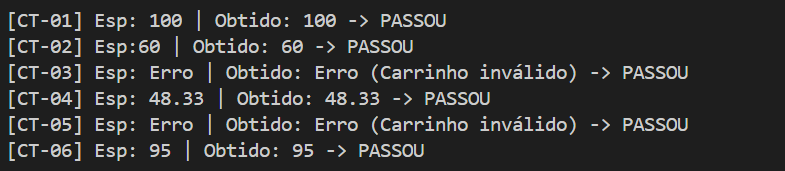 [CT-01] Esp: 100 | Obtido: 100 -> PASSOU
[CT-02] Esp:60 | Obtido: 60 -> PASSOU
[CT-03] Esp: Erro | Obtido: Erro (Carrinho inválido) -> PASSOU
[CT-04] Esp: 48.33 | Obtido: 48.33 -> PASSOU
[CT-05] Esp: Erro | Obtido: Erro (Carrinho inválido) -> PASSOU
[CT-06] Esp: 95 | Obtido: 95 -> PASSOU